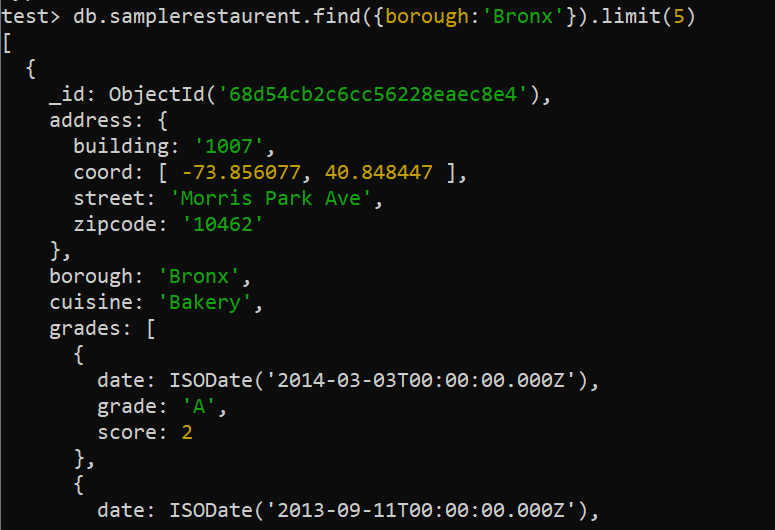 test> db.samplerestaurent.find({borough:'Bronx'}).limit(5)
[
  {
    _id: ObjectId('68d54cb2c6cc56228eaec8e4'),
    address: {
      building: '1007',
      coord: [ -73.856077, 40.848447 ],
      street: 'Morris Park Ave',
      zipcode: '10462'
    },
    borough: 'Bronx',
    cuisine: 'Bakery',
    grades: [
      {
        date: ISODate('2014-03-03T00:00:00.000Z'),
        grade: 'A',
        score: 2
      },
      {
        date: ISODate('2013-09-11T00:00:00.000Z'),